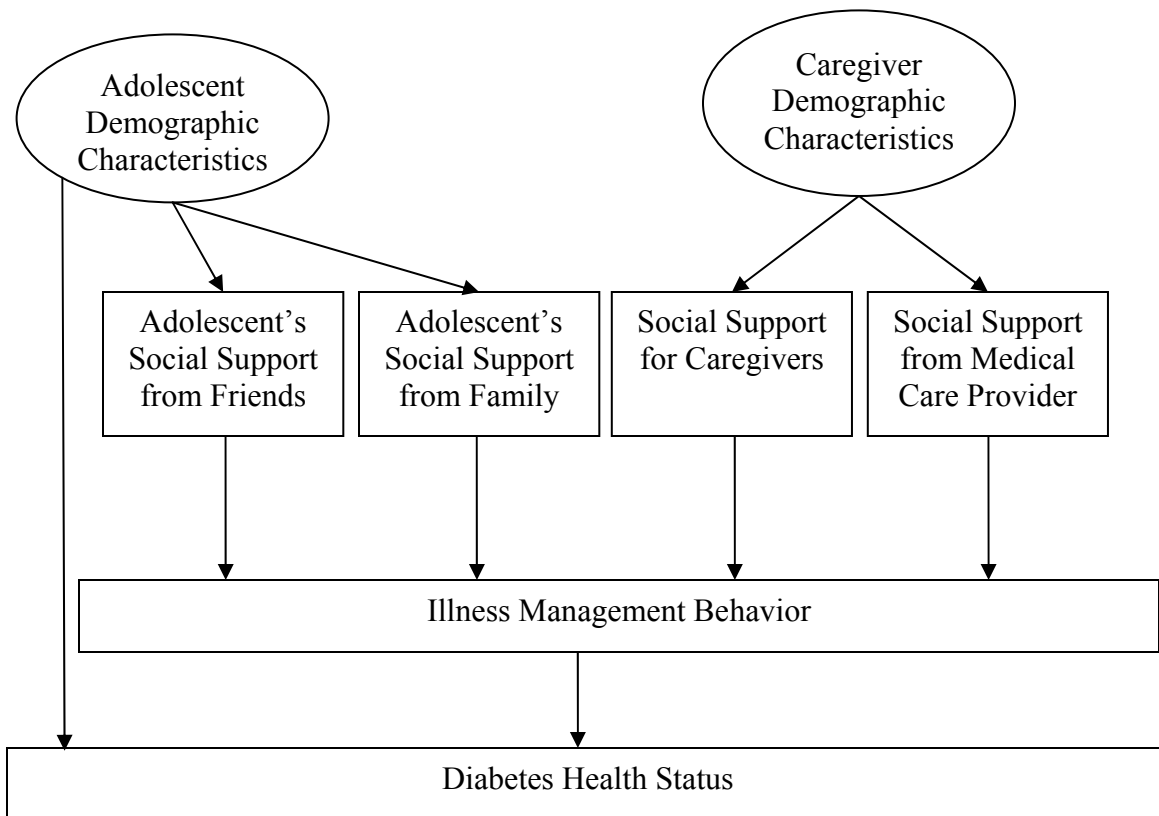 Adolescent
Demographic
Characteristics
Caregiver
Demographic
Characteristics
Adolescent’s
Social Support
from Friends
Adolescent’s
Social Support
from Family
Social Support
for Caregivers
Social Support
from Medical
Care Provider
Illness Management Behavior
Diabetes Health Status